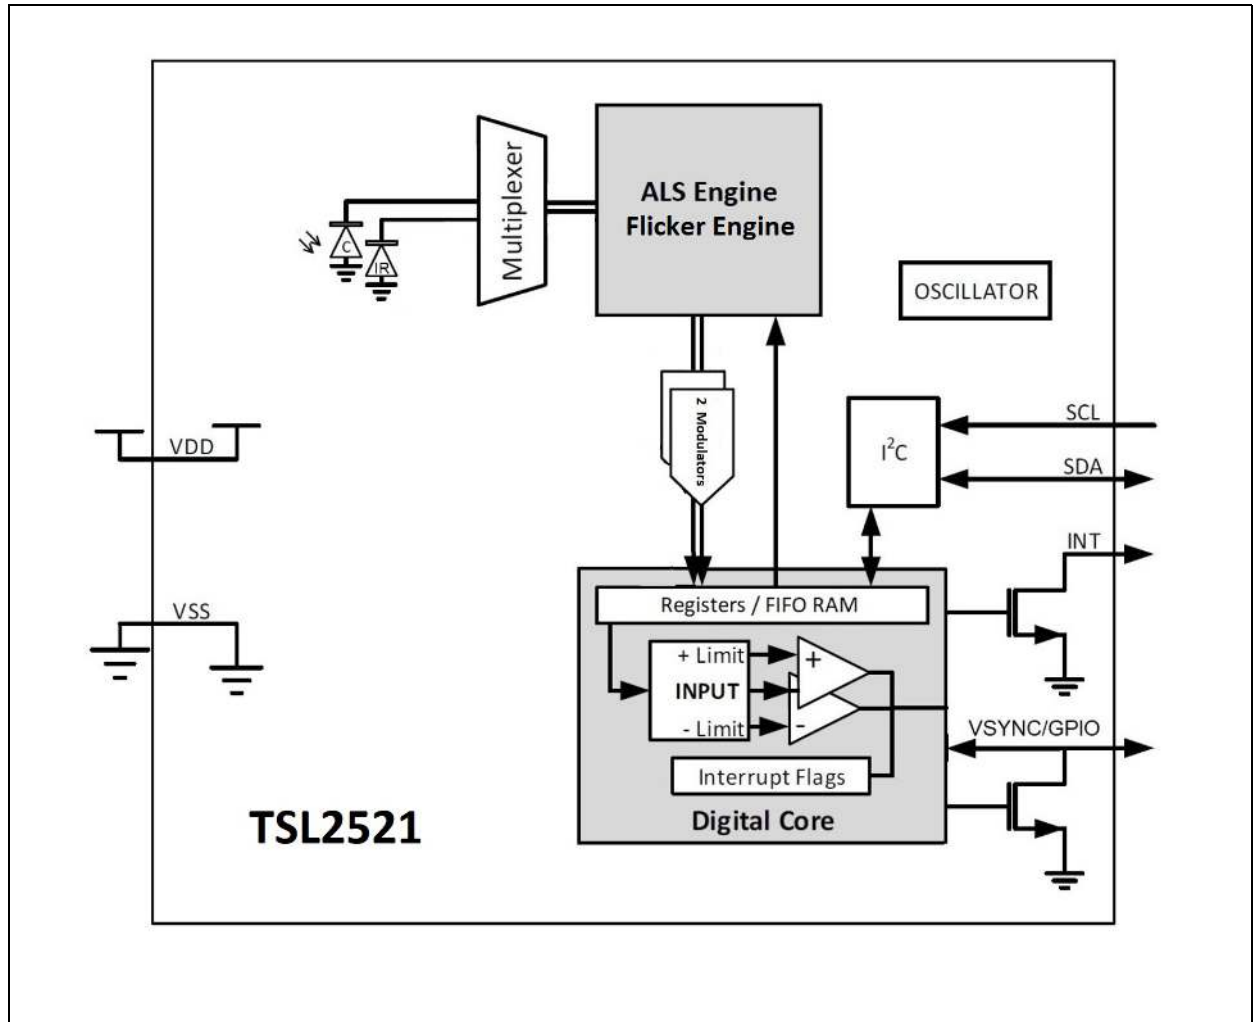 Multiplexer
ALS Engine
Flicker Engine
C
IR
OSCILLATOR
2 Modulators
I²C
SCL
SDA
VDD
INT
VSS
Registers / FIFO RAM
+ Limit
INPUT
- Limit
+
-
VSYNC/GPIO
Interrupt Flags
Digital Core
TSL2521